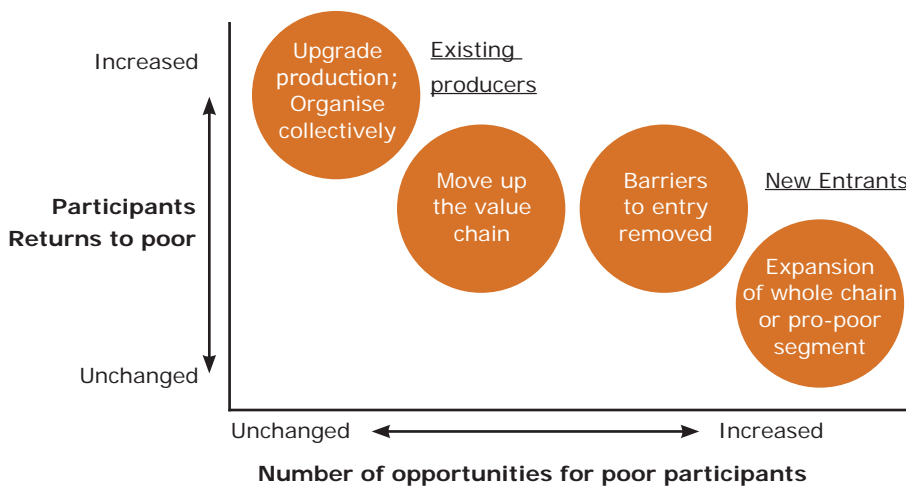 Increased
Upgrade
production;
Organise
collectively
Existing
producers
Move up
the value
chain
Barriers
to entry
removed
New Entrants
Participants
Returns to poor
Expansion
of whole chain
or pro-poor
segment
Unchanged
Unchanged
Increased
Number of opportunities for poor participants